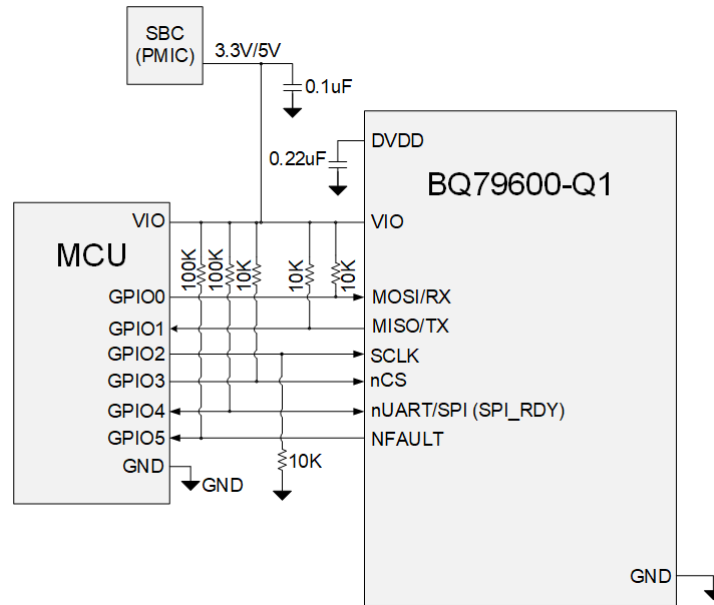 SBC
(PMIC)
3.3V/5V
0.1uF
DVDD
0.22uF
BQ79600-Q1
VIO
VIO
MCU
100K
100K
10K
10K
10K
GPIO0
MOSI/RX
GPIO1
MISO/TX
GPIO2
SCLK
GPIO3
nCS
GPIO4
nUART/SPI (SPI_RDY)
GPIO5
NFAULT
10K
GND
GND
GND